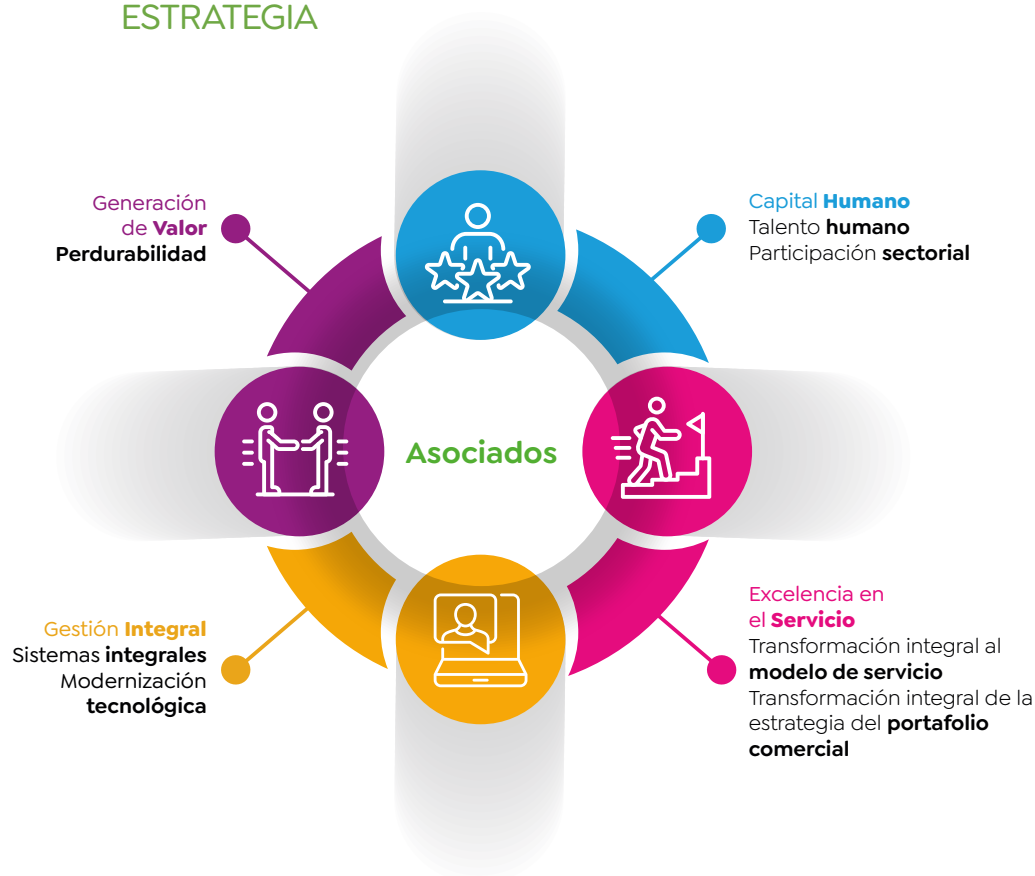 ESTRATEGIA
Generación
de Valor
Perdurabilidad
Capital Humano
Talento humano
Participación sectorial
Asociados
Gestión Integral
Sistemas integrales
Modernización
tecnológica
Excelencia en
el Servicio
Transformación integral al
modelo de servicio
Transformación integral de la
estrategia del portafolio
comercial